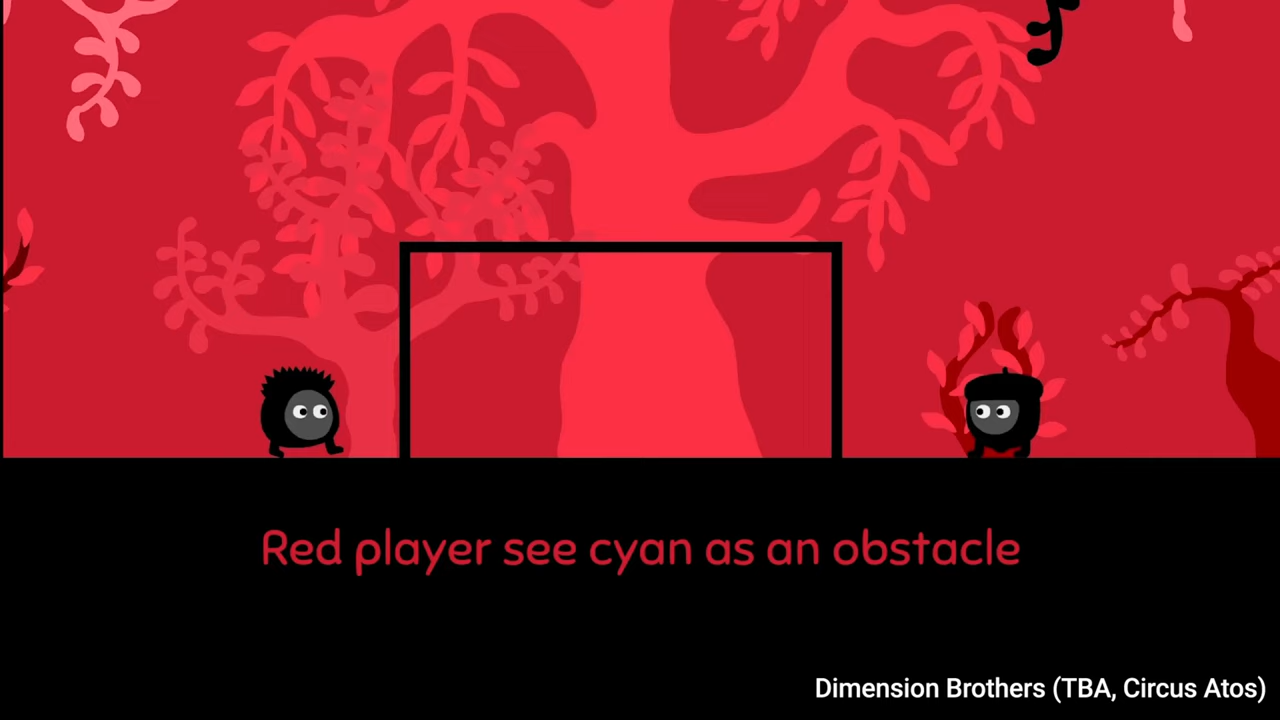 Red player see cyan as an obstacle
Dimension Brothers (TBA, Circus Atos)